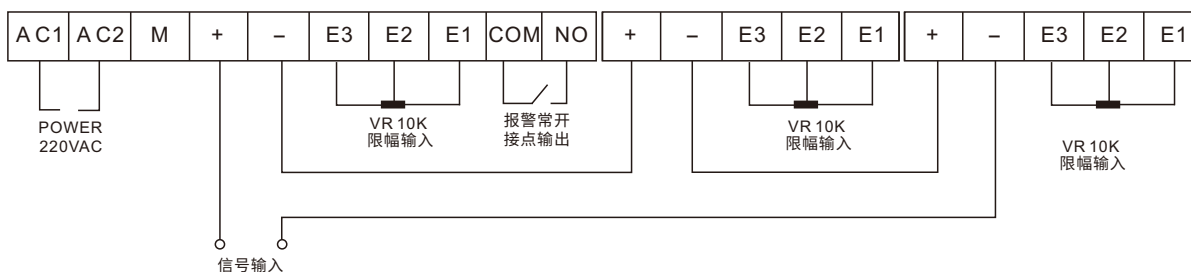 AC1 AC2 M + – E3 E2 E1 COM NO + – E3 E2 E1 + – E3 E2 E1
POWER
220VAC
VR 10K
限幅输入
报警常开
接点输出
VR 10K
限幅输入
VR 10K
限幅输入
信号输入